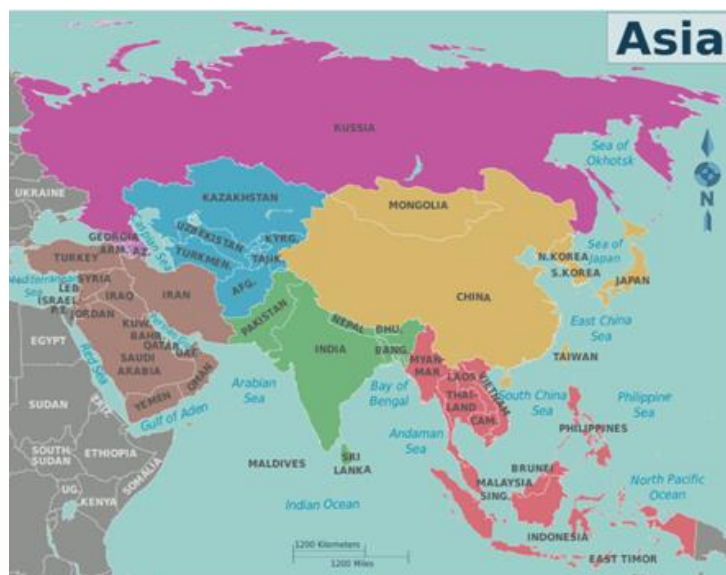 Asia
RUSSIA
Sea of
Okhotsk
UKRAINE
KAZAKHSTAN
MONGOLIA
N
GEORGIA
ARM.
AZ.
Caspian Sea
UZBEKISTAN
KYRG.
TURKMEN.
TAJIK.
TURKEY
N.KOREA
Sea of
Japan
S.KOREA
JAPAN
Mediterranean
Sea
SYRIA
LEB.
ISRAEL
P.T.
JORDAN
IRAQ
IRAN
AFG.
CHINA
PAKISTAN
NEPAL
BHU.
East China
Sea
EGYPT
KUW.
BAHR.
QATAR
UAE
SAUDI
ARABIA
OMAN
INDIA
BANG.
MYAN-
MAR
TAIWAN
Red Sea
YEMEN
Gulf of Aden
Arabian
Sea
Bay of
Bengal
LAOS
THAI-
LAND
VIETNAM
CAM.
South China
Sea
Philippine
Sea
SUDAN
ERIT.
Andaman
Sea
PHILIPPINES
SOUTH
SUDAN
ETHIOPIA
SOMALIA
MALDIVES
SRI
LANKA
BRUNEI
MALAYSIA
SING.
North Pacific
Ocean
UG.
KENYA
Indian Ocean
INDONESIA
EAST TIMOR
1200 Kilometers
1200 Miles